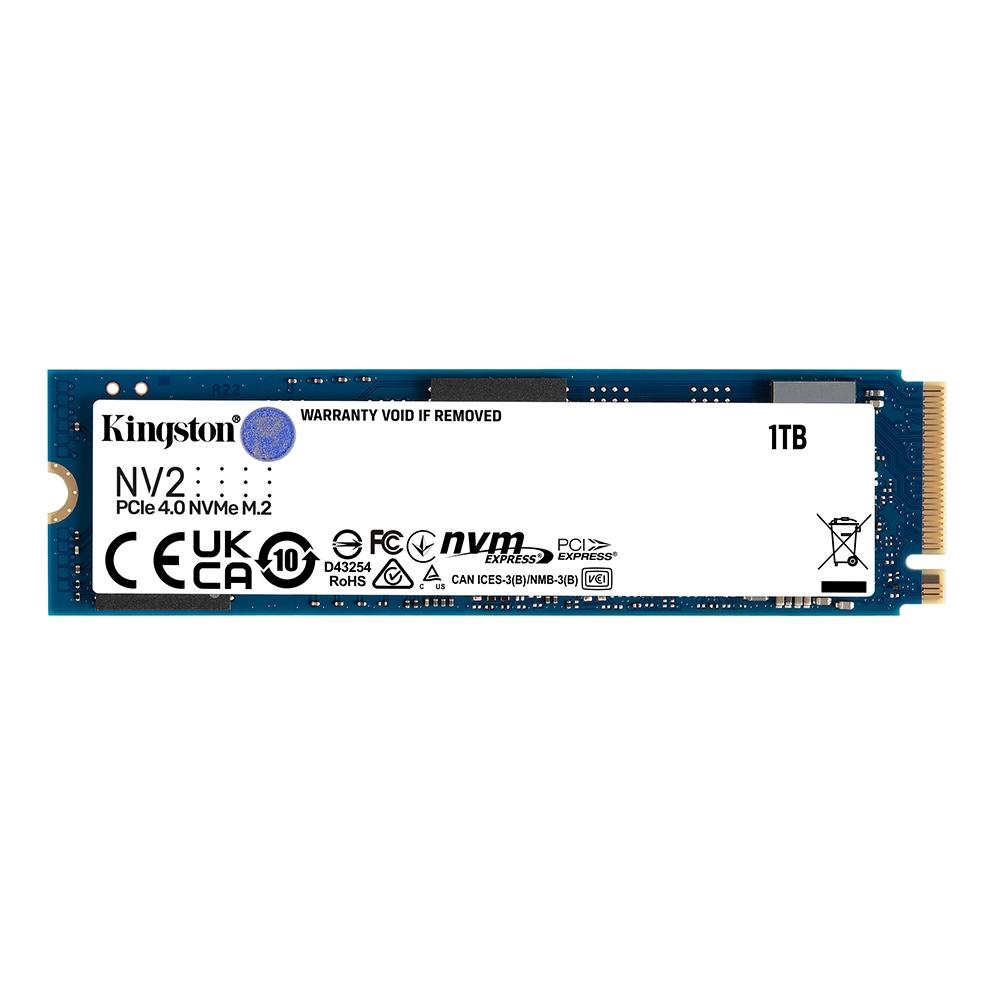 A22
Kingston®
WARRANTY VOID IF REMOVED
1TB
NV2
PCIe 4.0 NVMe M.2
CE
UK
CA
10
D43254
RoHS
FC
nvm
EXPRESS®
PCI
EXPRESS®
C US
CAN ICES-3(B)/NMB-3(B)
VCI